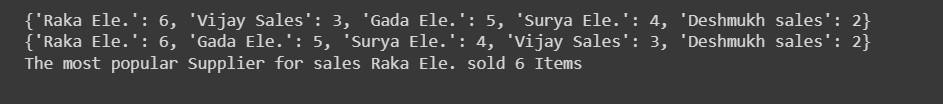 {'Raka Ele.': 6, 'Vijay Sales': 3, 'Gada Ele.': 5, 'Surya Ele.': 4, 'Deshmukh sales': 2}
{'Raka Ele.': 6, 'Gada Ele.': 5, 'Surya Ele.': 4, 'Vijay Sales': 3, 'Deshmukh sales': 2}
The most popular Supplier for sales Raka Ele. sold 6 Items